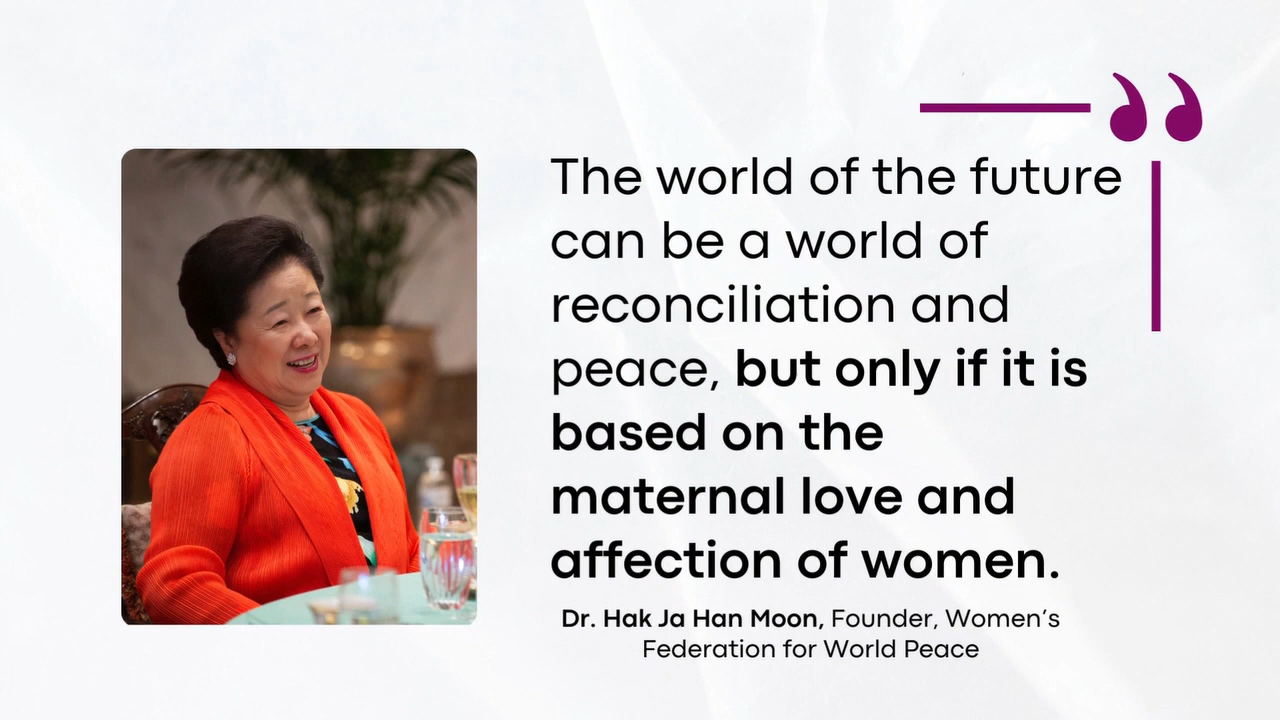 “
The world of the future
can be a world of
reconciliation and
peace, but only if it is
based on the
maternal love and
affection of women.
Dr. Hak Ja Han Moon, Founder, Women’s
Federation for World Peace